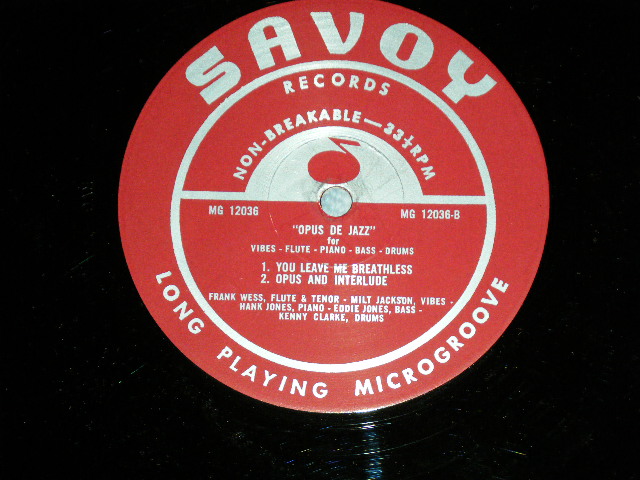 SAVOY
RECORDS
NON-BREAKABLE—33⅓RPM
MG 12036
MG 12036-B
"OPUS DE JAZZ"
for
VIBES - FLUTE - PIANO - BASS - DRUMS
1. YOU LEAVE ME BREATHLESS
2. OPUS AND INTERLUDE
FRANK WESS, FLUTE & TENOR - MILT JACKSON, VIBES -
HANK JONES, PIANO - EDDIE JONES, BASS -
KENNY CLARKE, DRUMS
LONG PLAYING MICROGROOVE